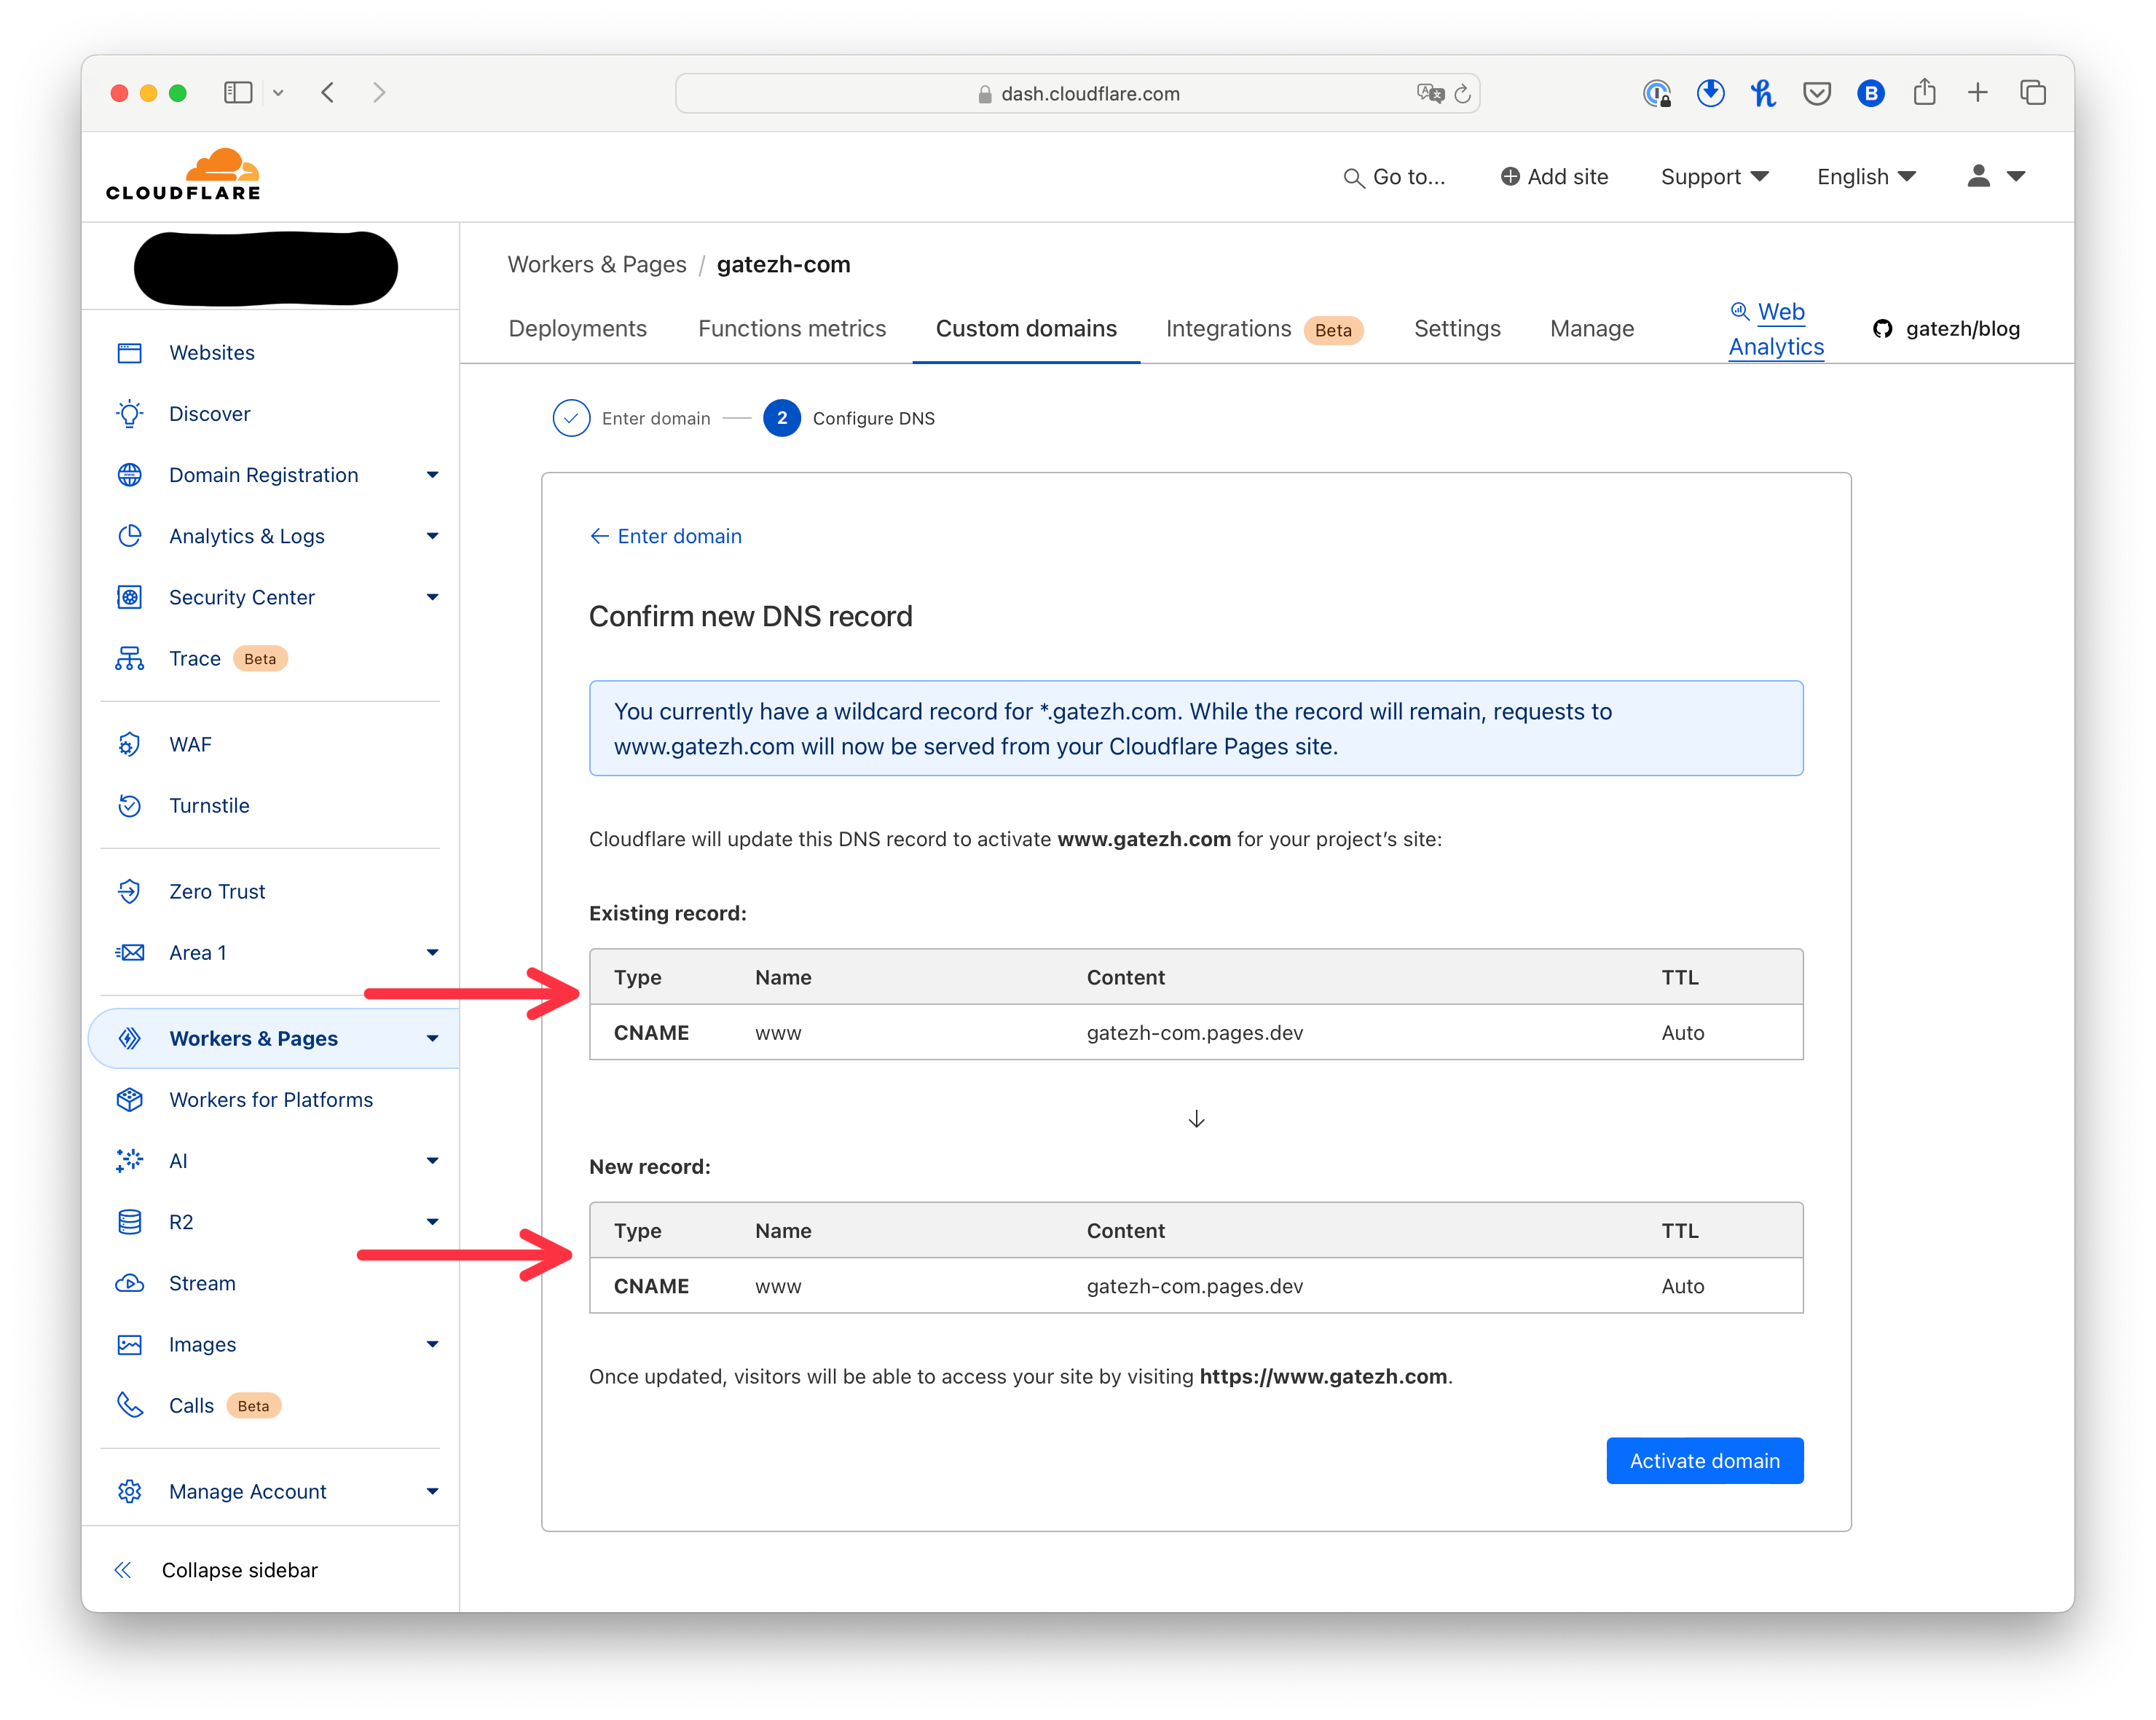 dash.cloudflare.com
B
CLOUDFLARE
Go to...
Add site
Support
English
Workers & Pages / gatezh-com
Deployments
Functions metrics
Custom domains
Integrations Beta
Settings
Manage
Web
Analytics
gatezh/blog
Websites
Discover
Domain Registration
Analytics & Logs
Security Center
Trace Beta
WAF
Turnstile
Zero Trust
Area 1
Workers & Pages
Workers for Platforms
AI
R2
Stream
Images
Calls Beta
Manage Account
Collapse sidebar
Enter domain
2 Configure DNS
← Enter domain
Confirm new DNS record
You currently have a wildcard record for *.gatezh.com. While the record will remain, requests to
www.gatezh.com will now be served from your Cloudflare Pages site.
Cloudflare will update this DNS record to activate www.gatezh.com for your project’s site:
Existing record:
Type Name Content TTL
CNAME www gatezh-com.pages.dev Auto
↓
New record:
Type Name Content TTL
CNAME www gatezh-com.pages.dev Auto
Once updated, visitors will be able to access your site by visiting https://www.gatezh.com.
Activate domain